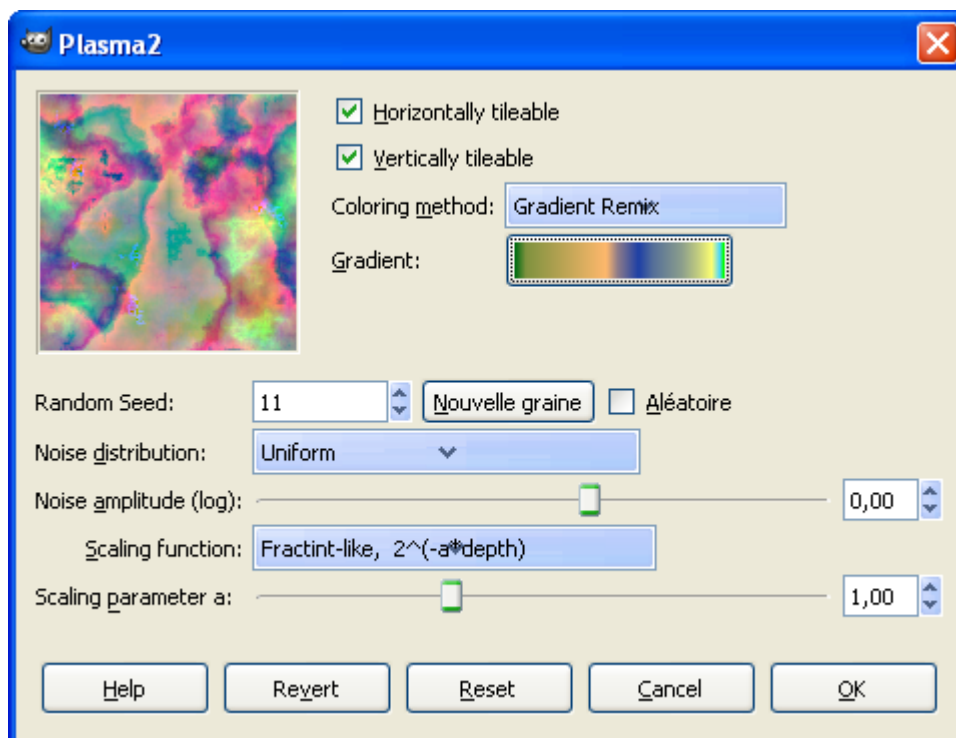 Plasma2
Horizontally tileable
Vertically tileable
Coloring method: Gradient Remix
Gradient:
Random Seed: 11 Nouvelle graine Aléatoire
Noise distribution: Uniform
Noise amplitude (log): 0,00
Scaling function: Fractint-like, 2^(-a*depth)
Scaling parameter a: 1,00
Help Revert Reset Cancel OK